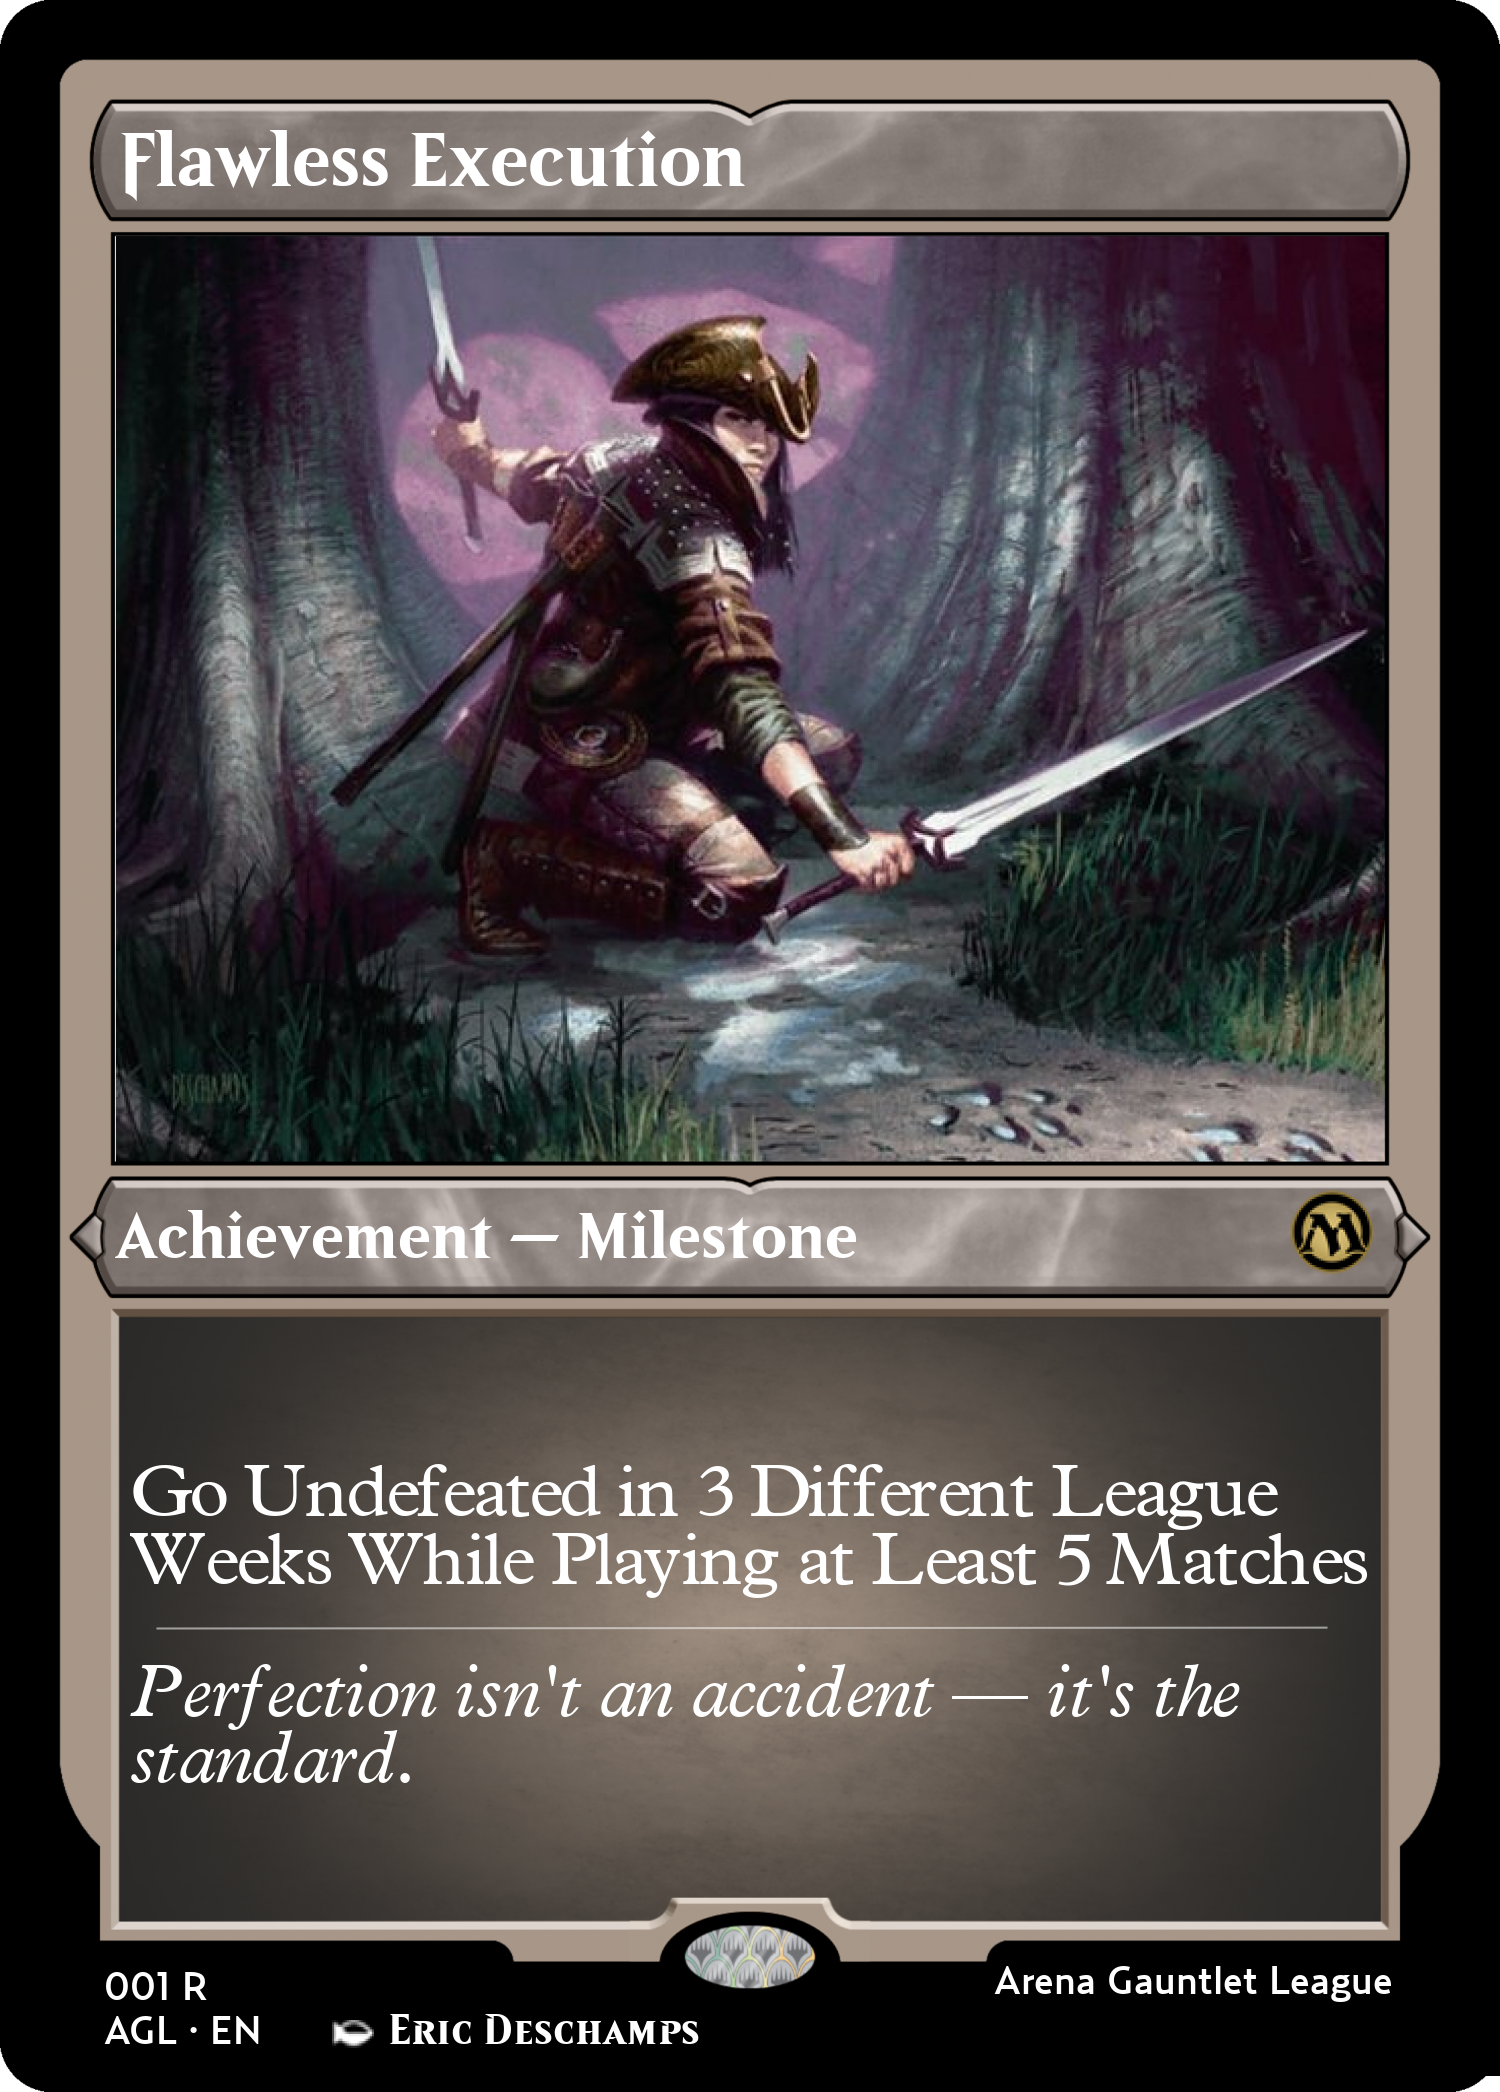 Flawless Execution
DESCHAMPS
Achievement — Milestone
M
Go Undefeated in 3 Different League
Weeks While Playing at Least 5 Matches
Perfection isn't an accident — it's the
standard.
001 R
Arena Gauntlet League
AGL · EN
Eric Deschamps